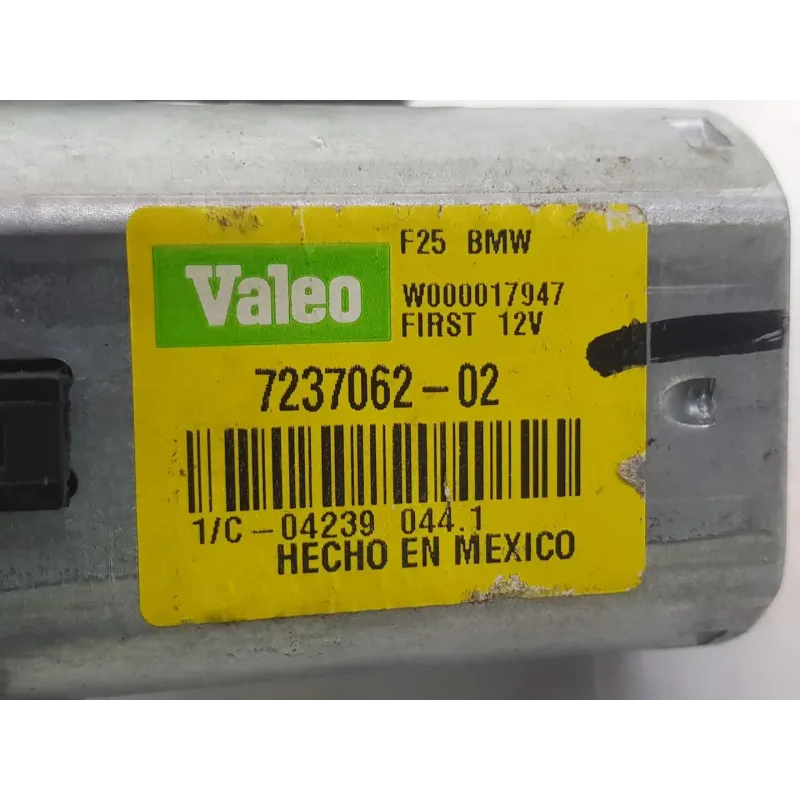 F25 BMW
Valeo
W000017947
FIRST 12V
7237062-02
1/C-04239 044.1
HECHO EN MEXICO